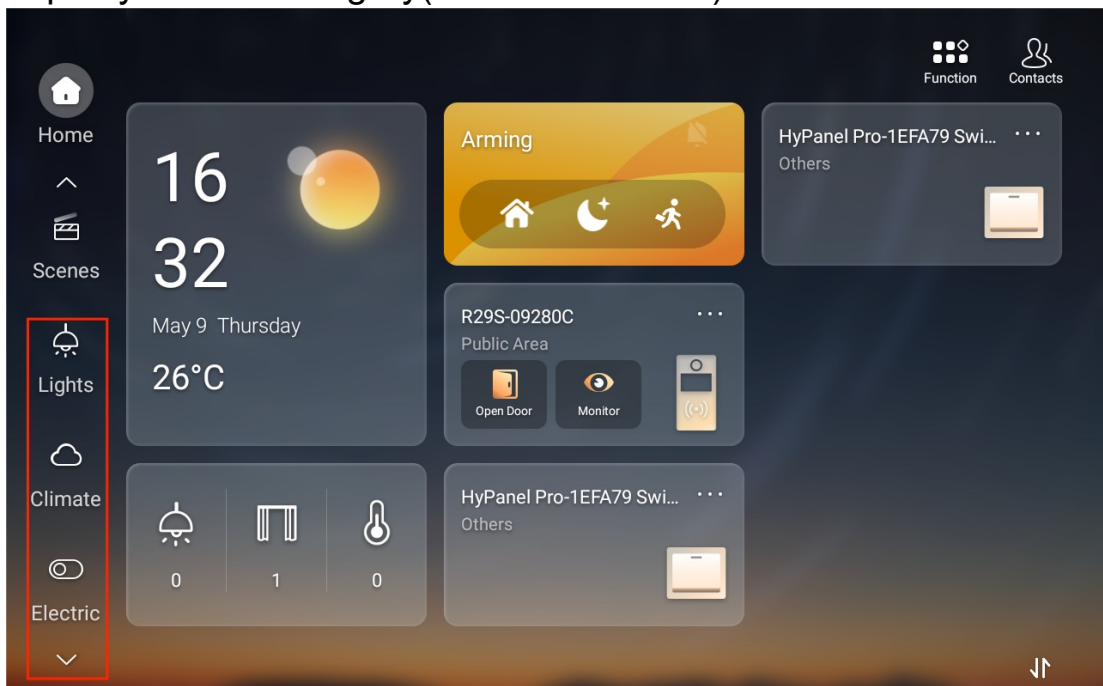 Function
Contacts
Home
Scenes
Lights
Climate
Electric
16
32
May 9 Thursday
26°C
0
1
0
Arming
R29S-09280C
Public Area
Open Door
Monitor
HyPanel Pro-1EFA79 Swi...
Others
HyPanel Pro-1EFA79 Swi...
Others